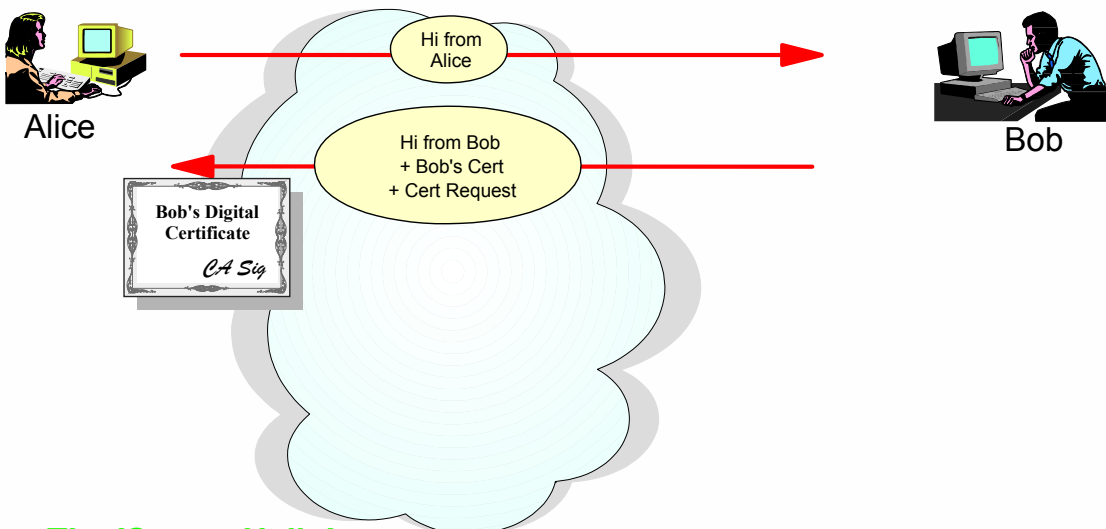 Hi from
Alice
Alice
Bob
Hi from Bob
+ Bob's Cert
+ Cert Request
Bob's Digital
Certificate
CA Sig